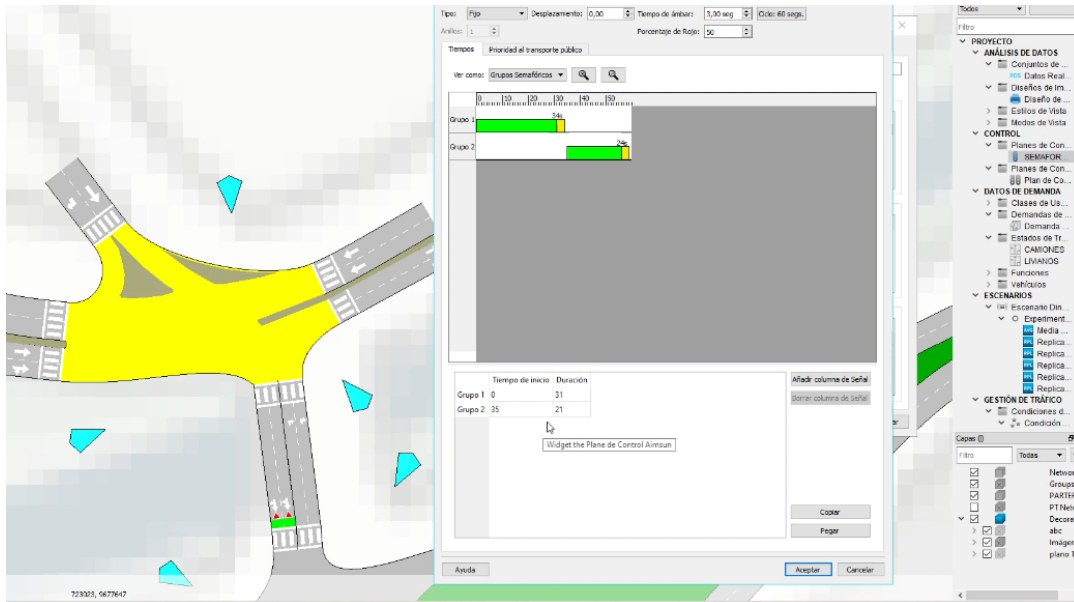 Tipo: Fijo Desplazamiento: 0,00 Tiempo de ámbar: 3,00 seg Ciclo: 60 segs.
Anillos: 1 Porcentaje de Rojo: 50
Tiempos Prioridad al transporte público
Ver como: Grupos Semafóricos
0 |10 |20 |30 |40 |50
Grupo 1 34s
Grupo 2 24s
Tiempo de inicio Duración
Grupo 1 0 31
Grupo 2 35 21
Widget the Plane de Control Aimsun
Añadir columna de Señal
Borrar columna de Señal
Copiar
Pegar
Ayuda Aceptar Cancelar
723023, 9677647
Todos
Filtro
PROYECTO
ANÁLISIS DE DATOS
Conjuntos de ...
Datos Real...
Diseños de Im...
Diseño de ...
Estilos de Vista
Modos de Vista
CONTROL
Planes de Con...
SEMAFOR...
Planes de Con...
Plan de Co...
DATOS DE DEMANDA
Clases de Us...
Demandas de ...
Demanda ...
Estados de Tr...
CAMIONES
LIVIANOS
Funciones
Vehículos
ESCENARIOS
Escenario Din...
Experiment...
Media ...
Replica...
Replica...
Replica...
Replica...
Replica...
GESTIÓN DE TRÁFICO
Condiciones d...
Condición ...
Capas
Filtro Todas
Networ
Groups
PARTER
PT Netw
Decora
abc
Imágen
plano 1